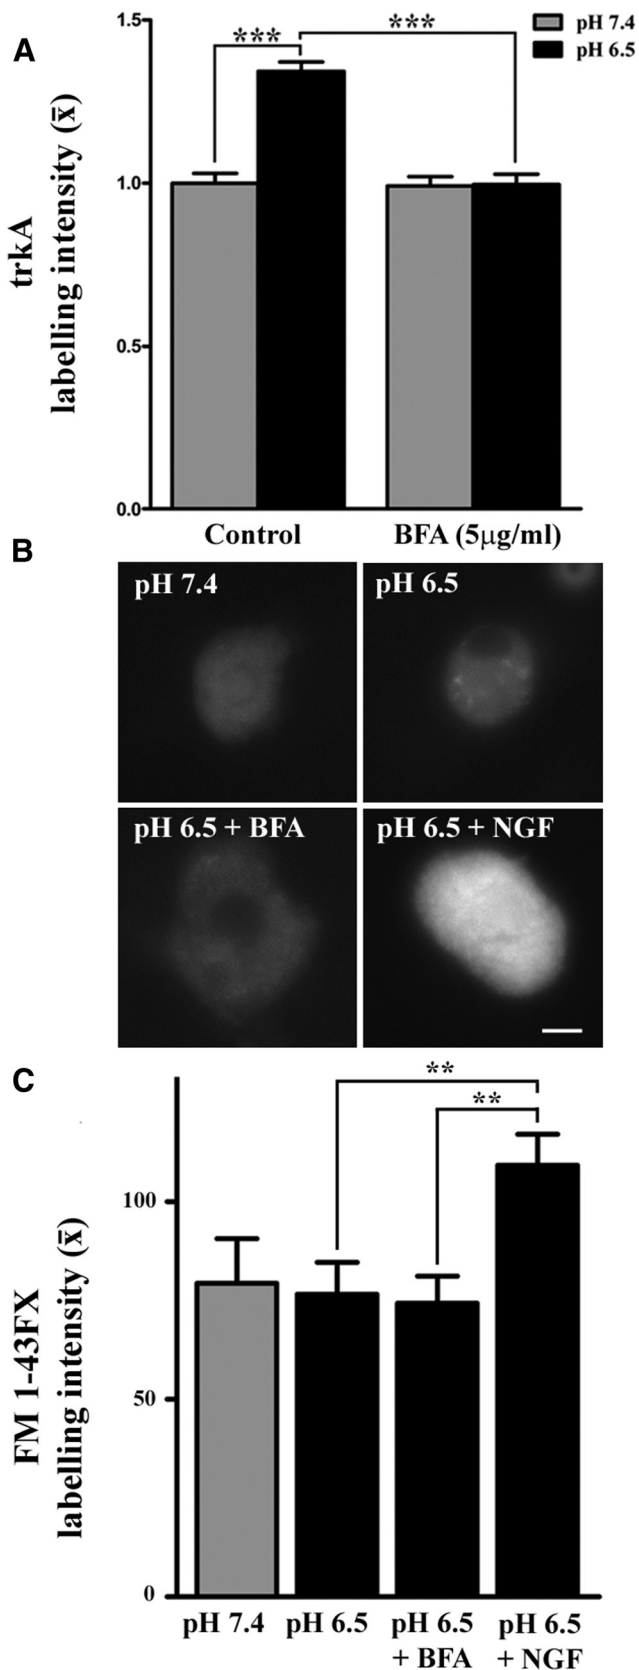 A
trkA
labelling intensity (x̅)
1.5
1.0
0.5
0.0
***
***
pH 7.4
pH 6.5
Control
BFA (5μg/ml)
B
pH 7.4
pH 6.5
pH 6.5 + BFA
pH 6.5 + NGF
C
FM 1-43FX
labelling intensity (x̅)
100
50
0
**
**
pH 7.4
pH 6.5
pH 6.5
+ BFA
pH 6.5
+ NGF